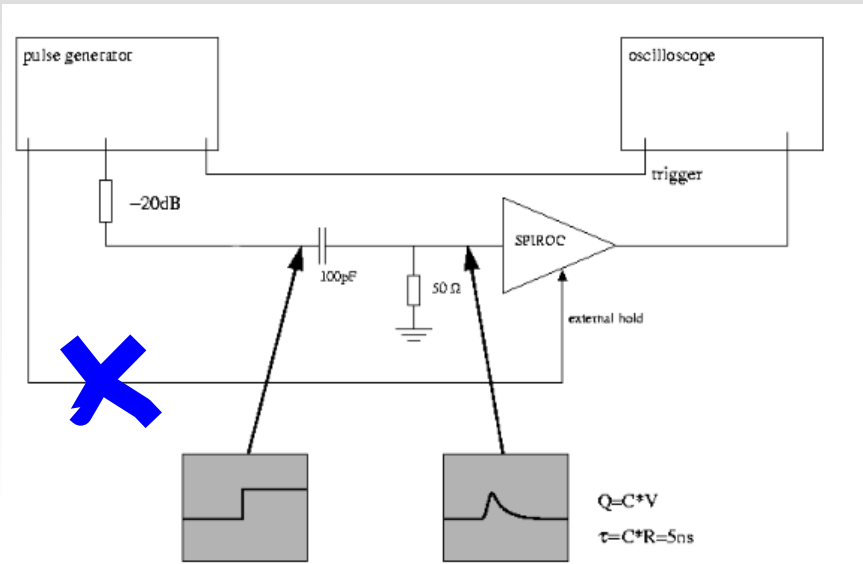 pulse generator
oscilloscope
trigger
−20dB
SPIROC
100pF
50 Ω
external hold
Q=C*V
τ=C*R=5ns